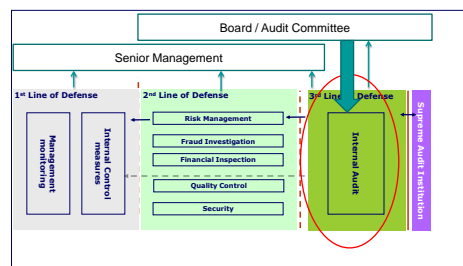 Board / Audit Committee
Senior Management
1st Line of Defense
2nd Line of Defense
3rd Line of Defense
Management
monitoring
Internal Control
measures
Risk Management
Fraud Investigation
Financial Inspection
Quality Control
Security
Internal Audit
Supreme Audit Institution